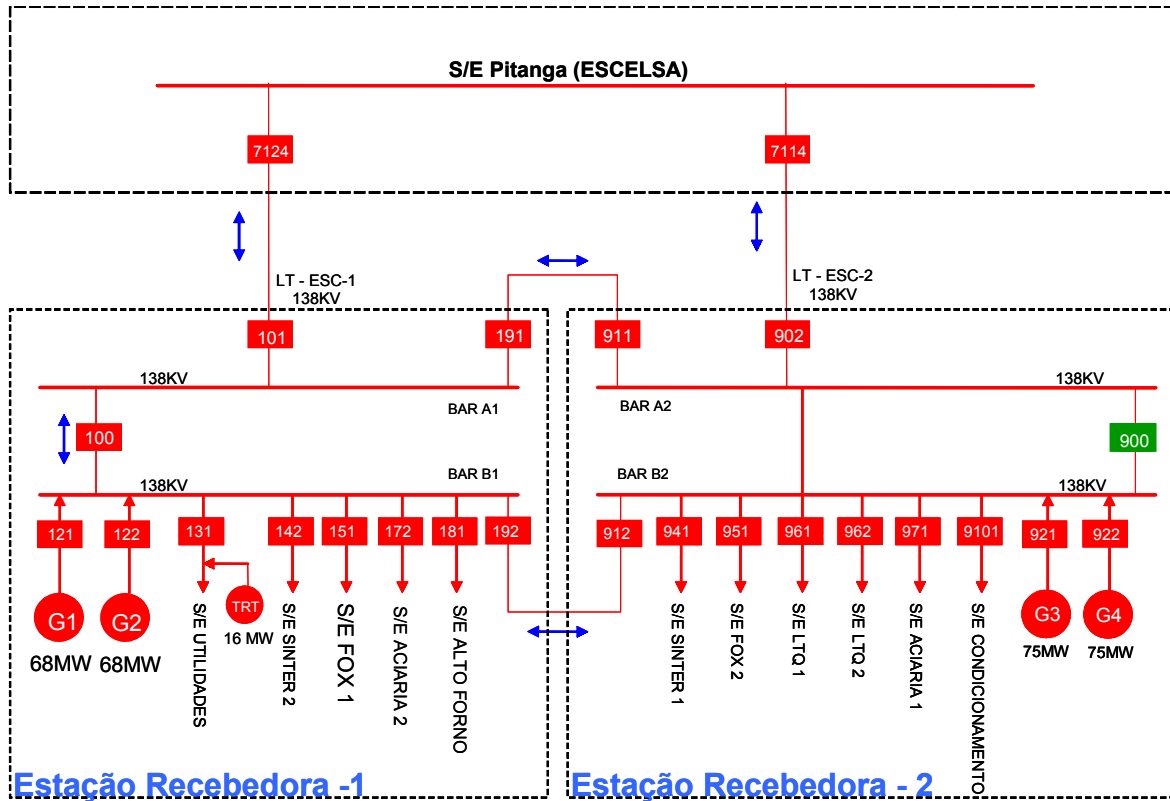 S/E Pitanga (ESCELSA)
7124
7114
LT - ESC-1
138KV
LT - ESC-2
138KV
101
191
911
902
138KV
138KV
BAR A1
BAR A2
100
900
BAR B1
BAR B2
138KV
138KV
121
122
131
142
151
172
181
192
912
941
951
961
962
971
9101
921
922
G1
G2
TRT
G3
G4
68MW
68MW
16 MW
75MW
75MW
S/E UTILIDADES
S/E SINTER 2
S/E FOX 1
S/E ACIARIA 2
S/E ALTO FORNO
S/E SINTER 1
S/E FOX 2
S/E LTQ 1
S/E LTQ 2
S/E ACIARIA 1
S/E CONDICIONAMENTO
Estação Recebedora -1
Estação Recebedora - 2